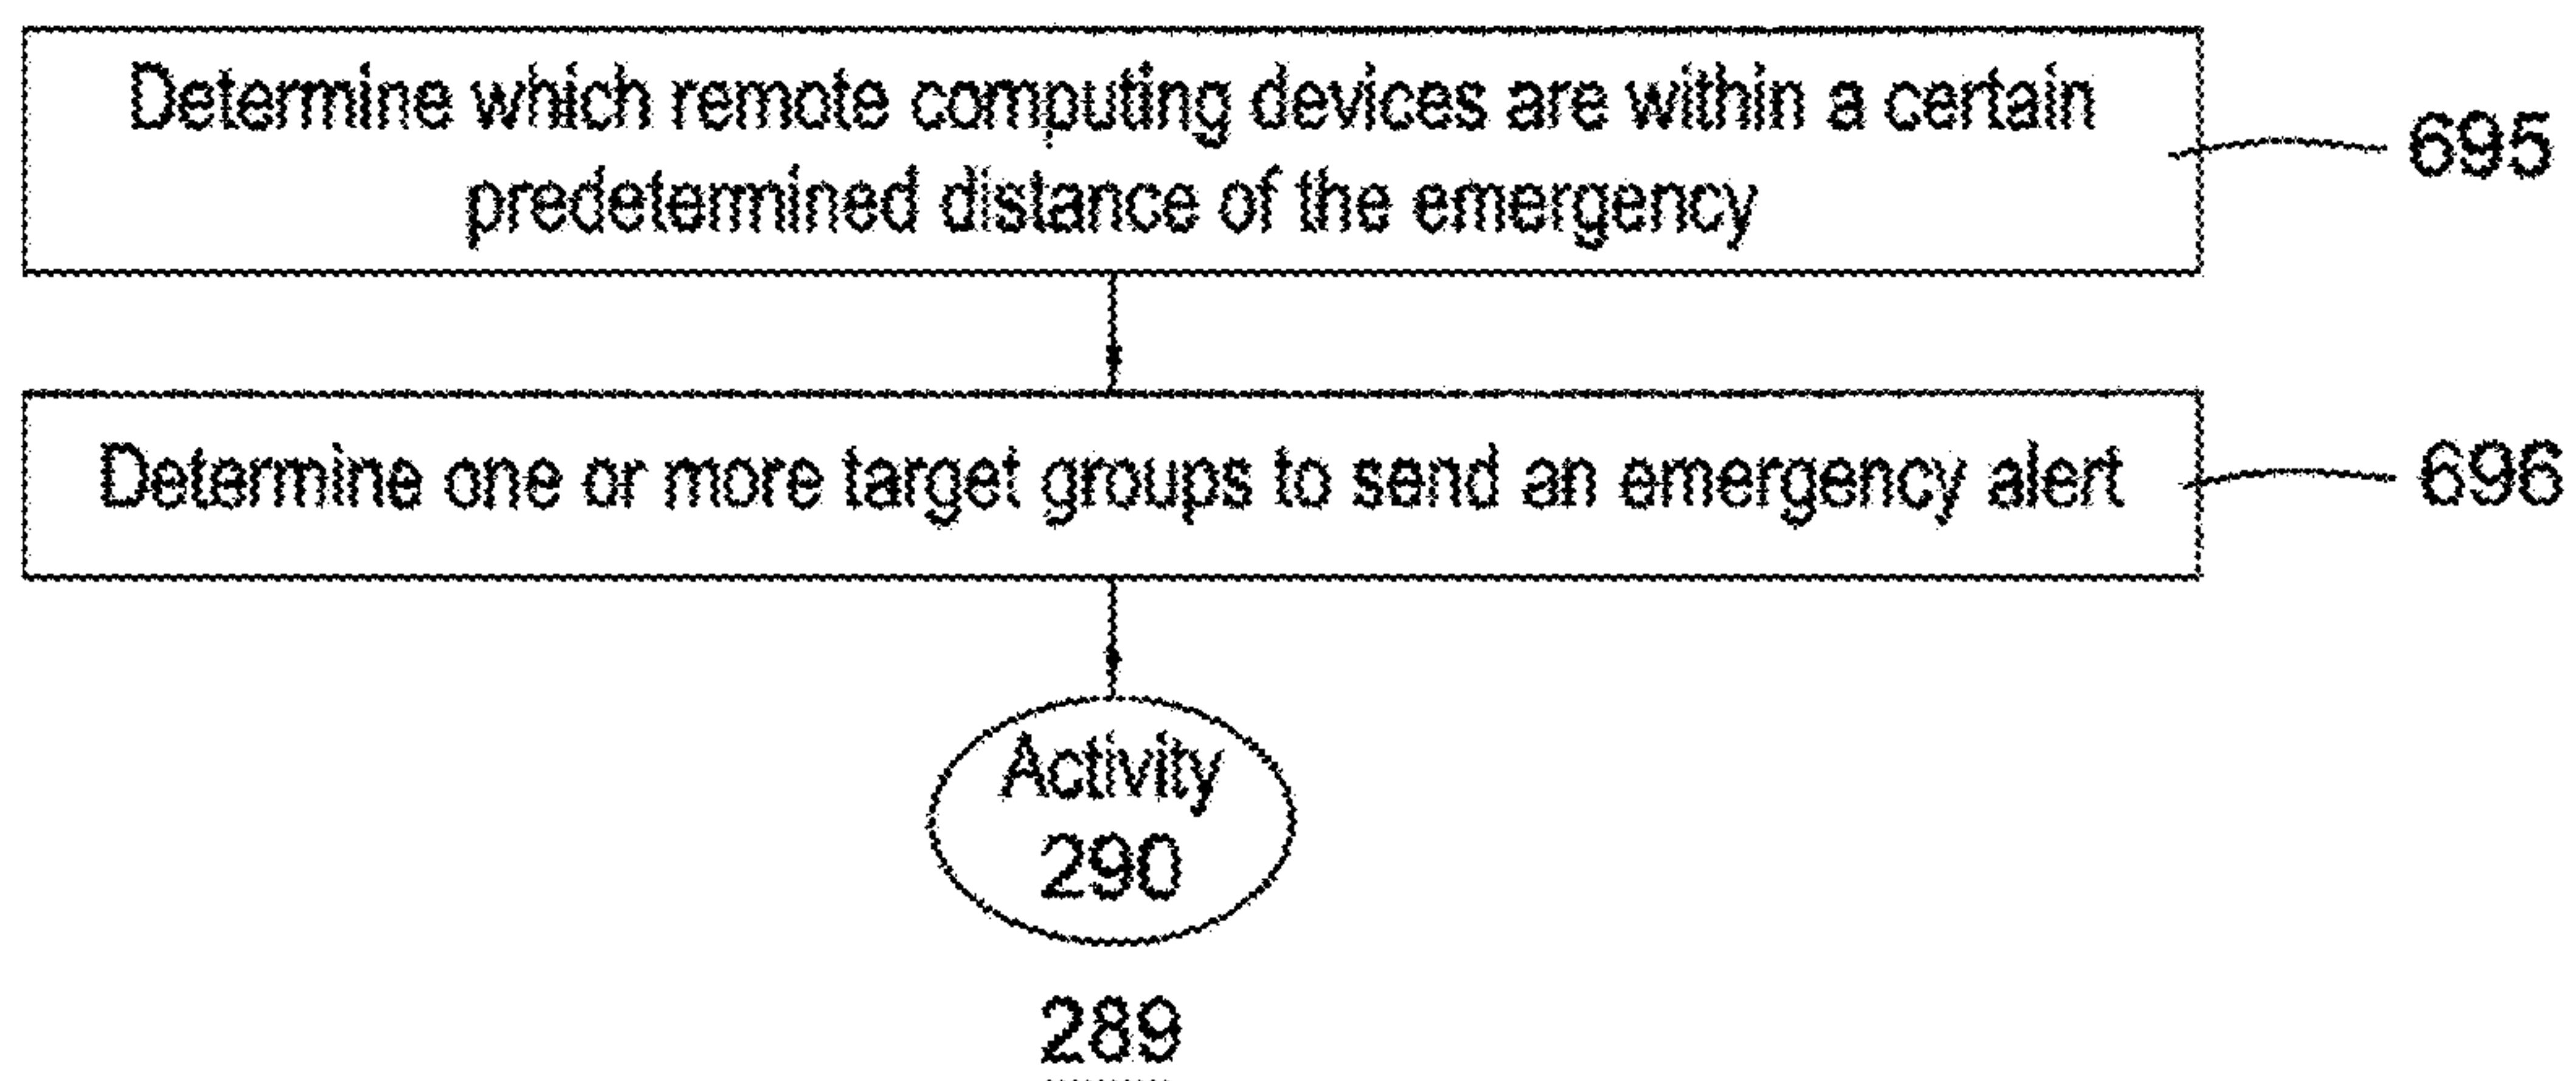 Determine which remote computing devices are within a certain
predetermined distance of the emergency
695
Determine one or more target groups to send an emergency alert
696
Activity
290
289